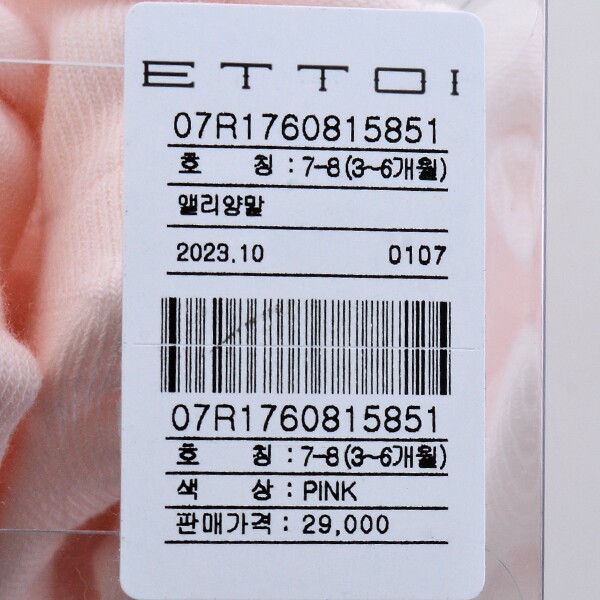 ETTOI
07R1760815851
호 칭 : 7-8(3~6개월)
앨리양말
2023.10 0107
07R1760815851
호 칭 : 7-8(3~6개월)
색 상 : PINK
판매가격 : 29,000